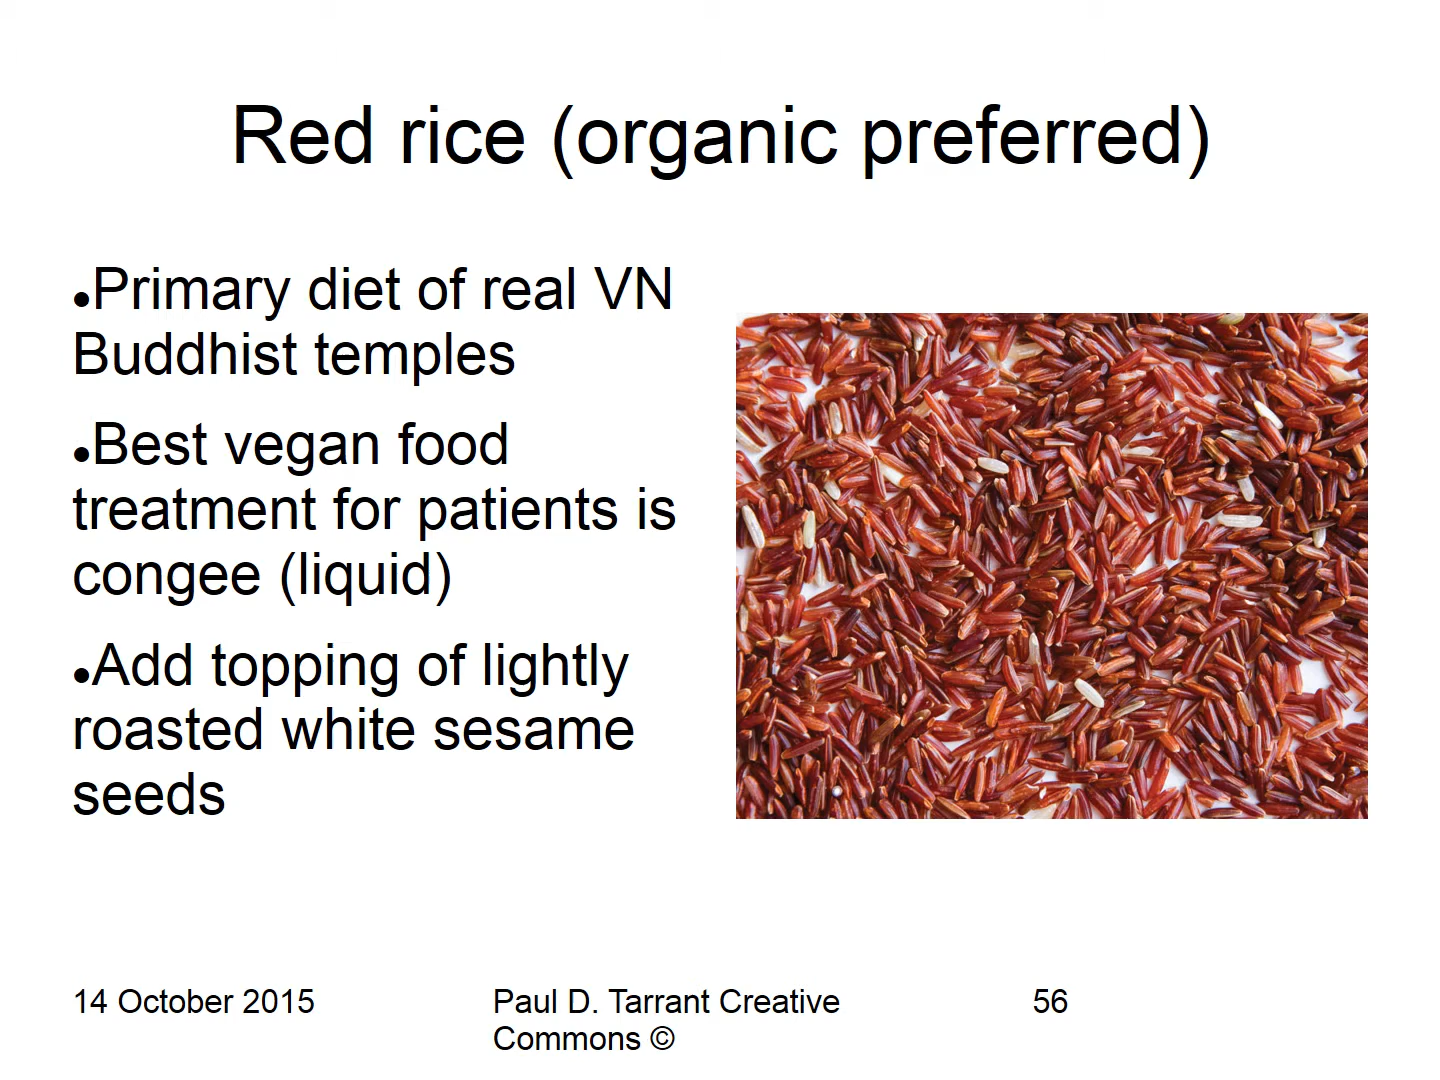 Red rice (organic preferred)
●Primary diet of real VN
Buddhist temples
●Best vegan food
treatment for patients is
congee (liquid)
●Add topping of lightly
roasted white sesame
seeds
14 October 2015
Paul D. Tarrant Creative
Commons ©
56